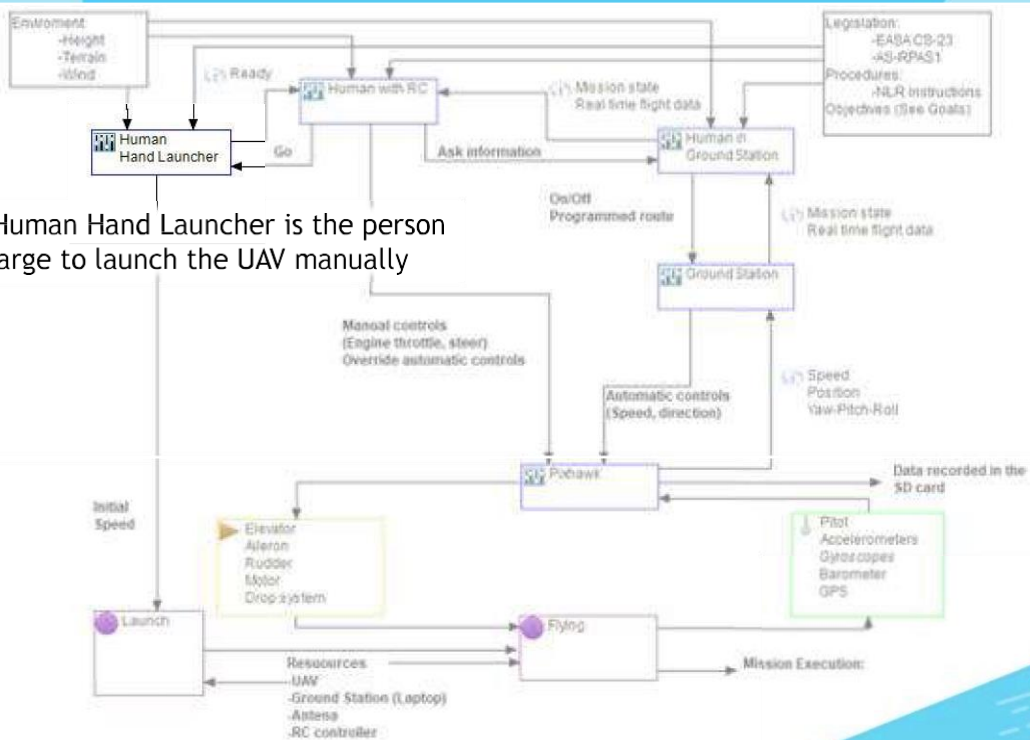 Enviroment:
-Height
-Terrain
-Wind
Legislation:
-EASA CS-23
-AS-RPAS1
Procedures:
-NLR Instructions
Objectives (See Goals)
Ready
Human with RC
Mission state
Real time flight data
Human
Hand Launcher
Go
Ask information
Human in
Ground Station
Human Hand Launcher is the person
arge to launch the UAV manually
On/Off
Programmed route
Mission state
Real time flight data
Ground Station
Manual controls
(Engine throttle, steer)
Override automatic controls
Automatic controls
(Speed, direction)
Speed
Position
Yaw-Pitch-Roll
Pixhawk
Data recorded in the
SD card
Initial
Speed
Elevator
Aileron
Rudder
Motor
Drop system
Pitot
Accelerometers
Gyroscopes
Barometer
GPS
Launch
Flying
Resuources
-UAV
-Ground Station (Laptop)
-Antena
-RC controller
Mission Execution: